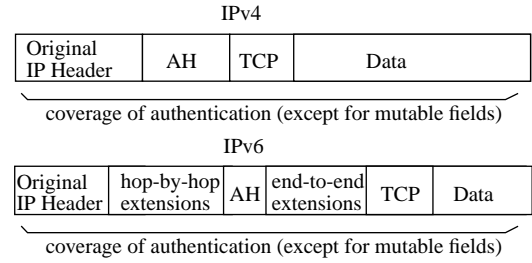 IPv4
Original IP Header AH TCP Data
coverage of authentication (except for mutable fields)
IPv6
Original IP Header hop-by-hop extensions AH end-to-end extensions TCP Data
coverage of authentication (except for mutable fields)